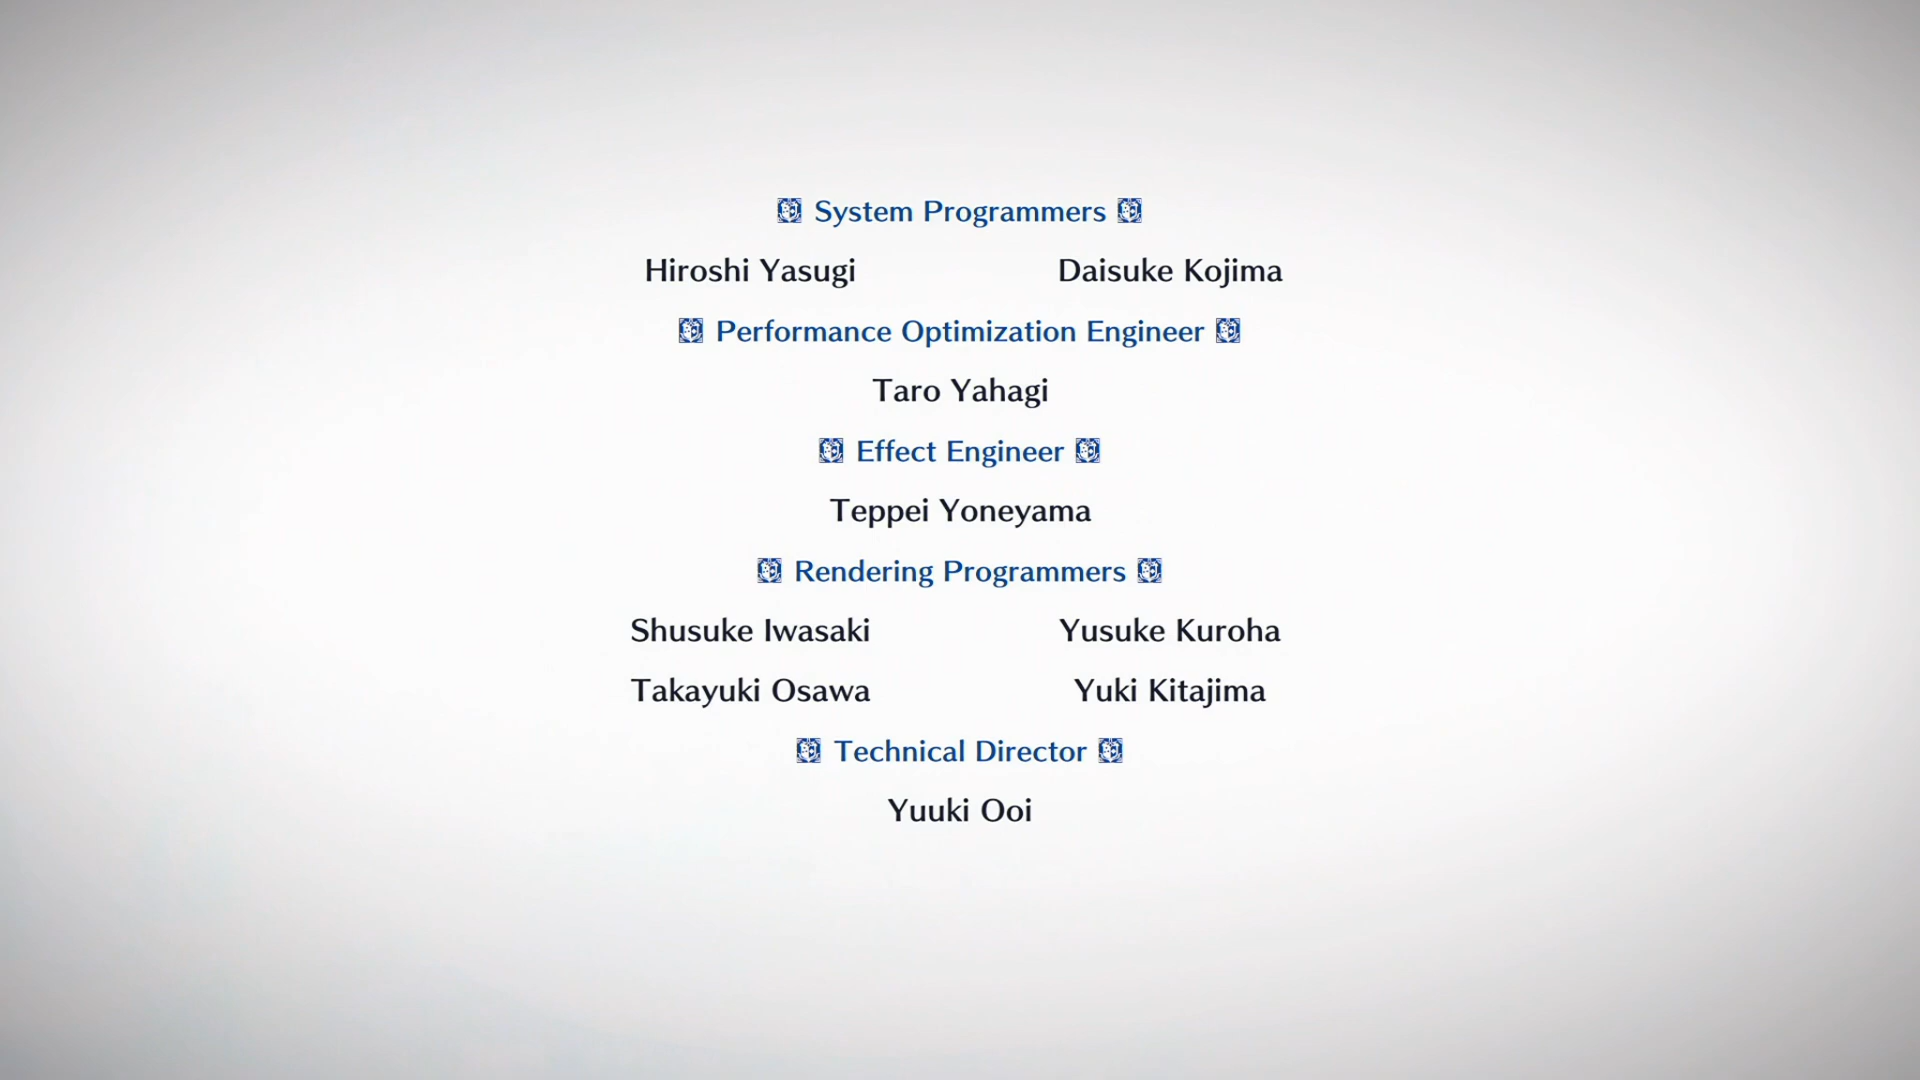 System Programmers
Hiroshi Yasugi Daisuke Kojima
Performance Optimization Engineer
Taro Yahagi
Effect Engineer
Teppei Yoneyama
Rendering Programmers
Shusuke Iwasaki Yusuke Kuroha
Takayuki Osawa Yuki Kitajima
Technical Director
Yuuki Ooi